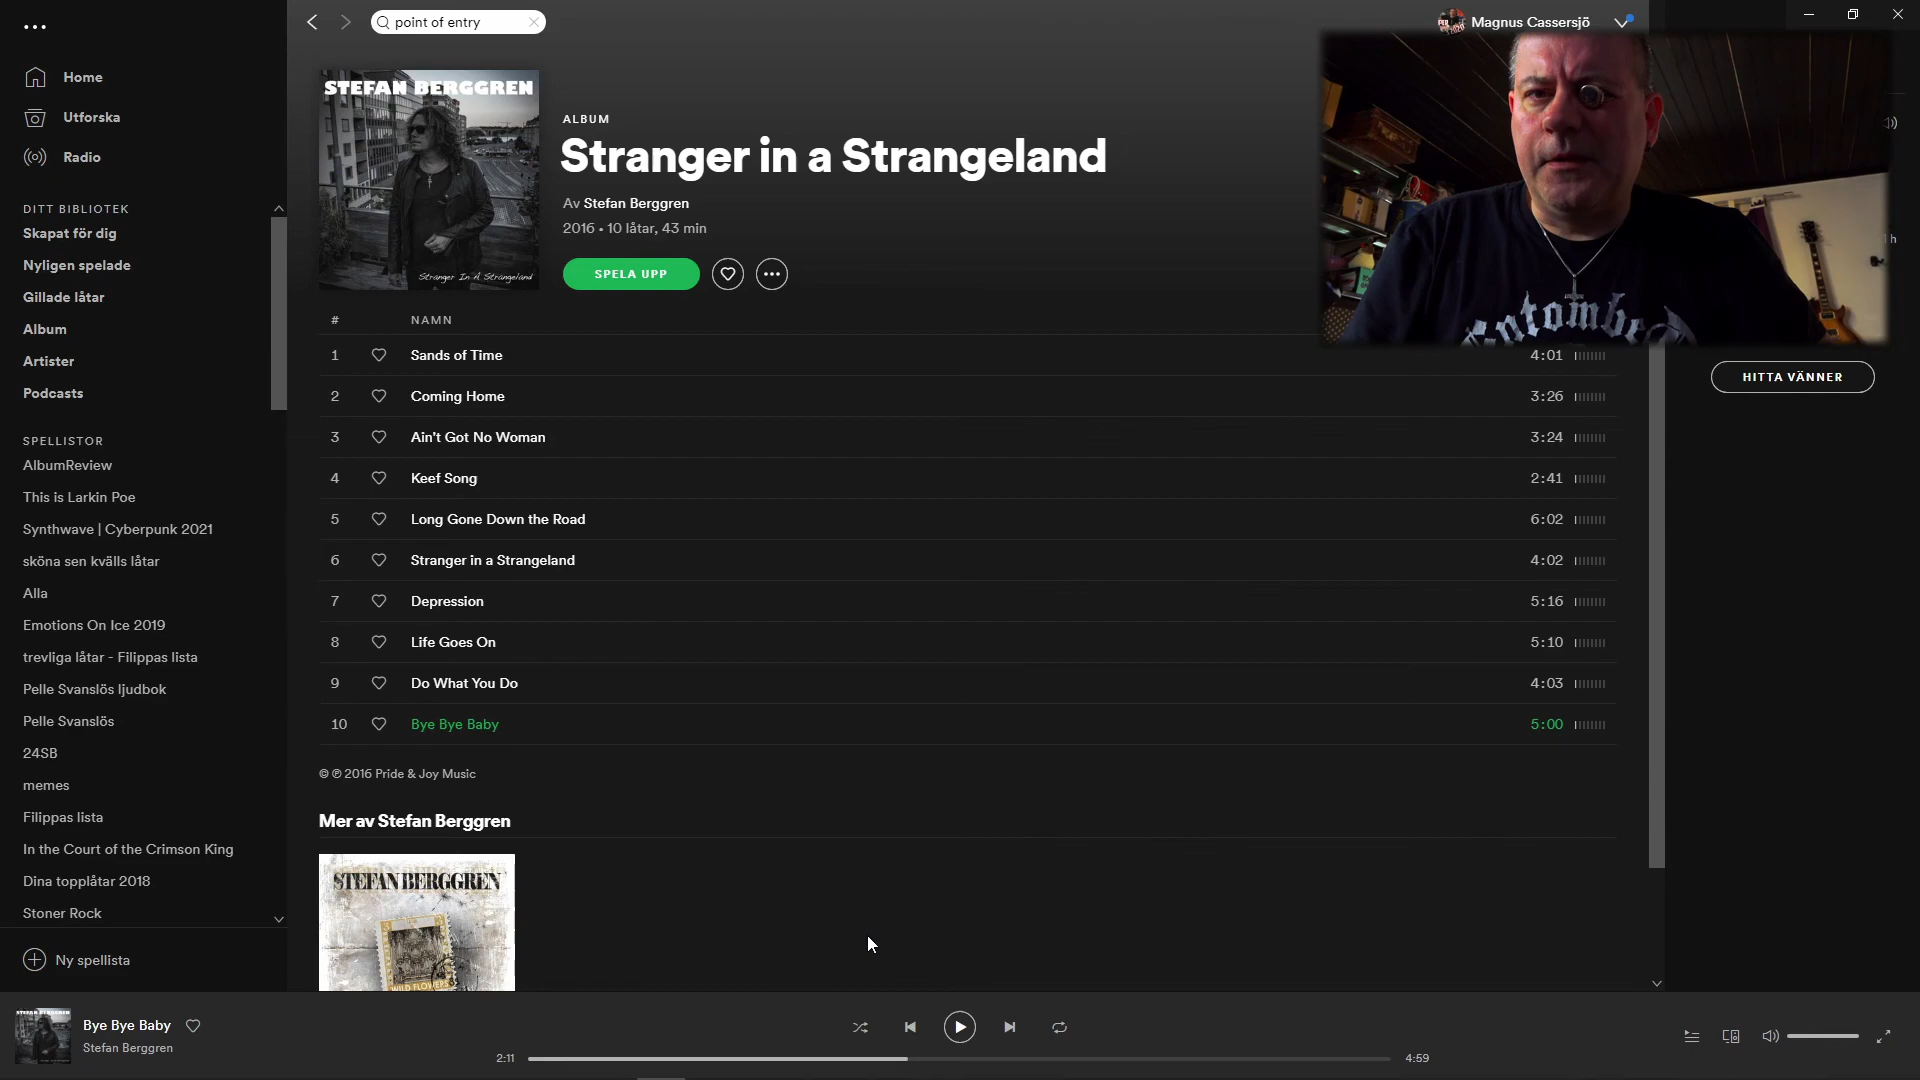 point of entry
Magnus Cassersjö
Home
Utforska
Radio
DITT BIBLIOTEK
Skapat för dig
Nyligen spelade
Gillade låtar
Album
Artister
Podcasts
SPELLISTOR
AlbumReview
This is Larkin Poe
Synthwave | Cyberpunk 2021
sköna sen kvälls låtar
Alla
Emotions On Ice 2019
trevliga låtar - Filippas lista
Pelle Svanslös ljudbok
Pelle Svanslös
24SB
memes
Filippas lista
In the Court of the Crimson King
Dina topplåtar 2018
Stoner Rock
Ny spellista
STEFAN BERGGREN
Stranger In A Strangeland
ALBUM
Stranger in a Strangeland
Av Stefan Berggren
2016 • 10 låtar, 43 min
SPELA UPP
# NAMN
1 Sands of Time 4:01
2 Coming Home 3:26
3 Ain't Got No Woman 3:24
4 Keef Song 2:41
5 Long Gone Down the Road 6:02
6 Stranger in a Strangeland 4:02
7 Depression 5:16
8 Life Goes On 5:10
9 Do What You Do 4:03
10 Bye Bye Baby 5:00
© ℗ 2016 Pride & Joy Music
Mer av Stefan Berggren
STEFAN BERGGREN
WILD FLOWERS
HITTA VÄNNER
Bye Bye Baby
Stefan Berggren
2:11
4:59